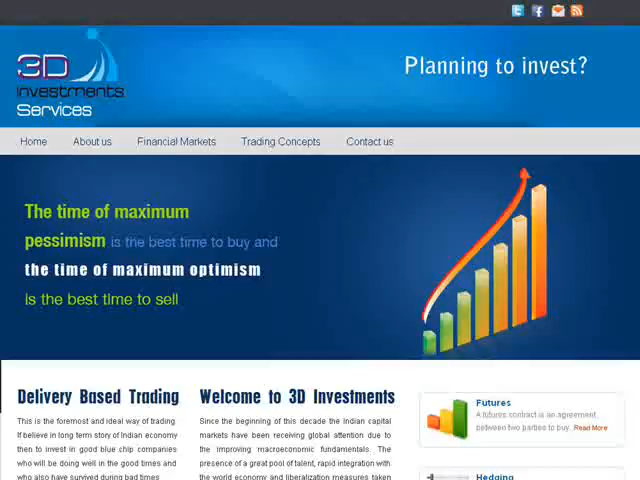 3D
investments
Services
Planning to invest?
Home About us Financial Markets Trading Concepts Contact us
The time of maximum
pessimism is the best time to buy and
the time of maximum optimism
is the best time to sell
Delivery Based Trading
This is the foremost and ideal way of trading
If believe in long term story of Indian economy
then to invest in good blue chip companies
who will be doing well in the good times and
who also have survived during bad times
Welcome to 3D Investments
Since the beginning of this decade the Indian capital
markets have been receiving global attention due to
the improving macroeconomic fundamentals. The
presence of a great pool of talent, rapid integration with
the world economy and liberalization measures taken
Futures
A futures contract is an agreement
between two parties to buy. Read More
Hedging